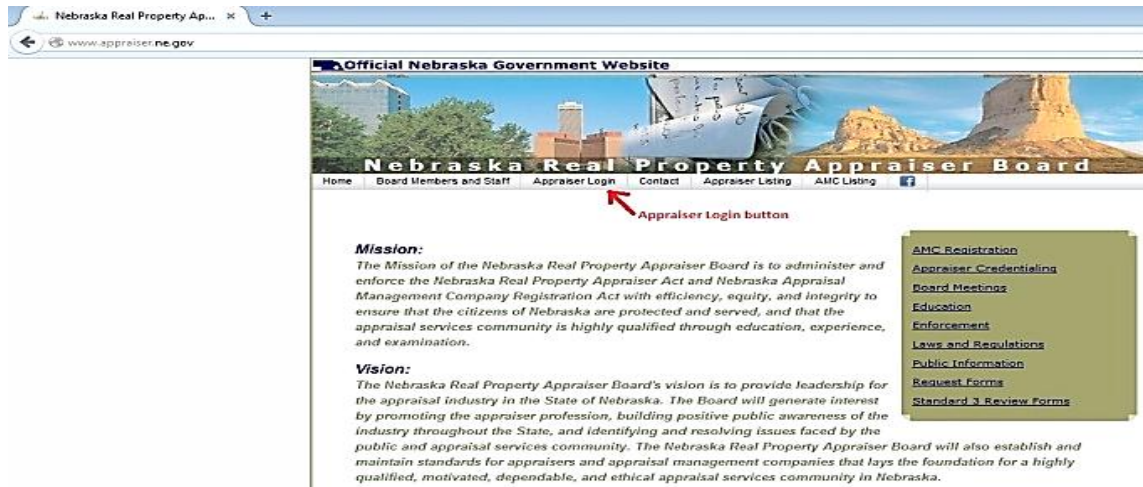 Nebraska Real Property Ap... × +
www.appraiser.ne.gov
Official Nebraska Government Website
Nebraska Real Property Appraiser Board
Home Board Members and Staff Appraiser Login Contact Appraiser Listing AMC Listing f
Appraiser Login button
Mission:
The Mission of the Nebraska Real Property Appraiser Board is to administer and
enforce the Nebraska Real Property Appraiser Act and Nebraska Appraisal
Management Company Registration Act with efficiency, equity, and integrity to
ensure that the citizens of Nebraska are protected and served, and that the
appraisal services community is highly qualified through education, experience,
and examination.
Vision:
The Nebraska Real Property Appraiser Board's vision is to provide leadership for
the appraisal industry in the State of Nebraska. The Board will generate interest
by promoting the appraiser profession, building positive public awareness of the
industry throughout the State, and identifying and resolving issues faced by the
public and appraisal services community. The Nebraska Real Property Appraiser Board will also establish and
maintain standards for appraisers and appraisal management companies that lays the foundation for a highly
qualified, motivated, dependable, and ethical appraisal services community in Nebraska.
AMC Registration
Appraiser Credentialing
Board Meetings
Education
Enforcement
Laws and Regulations
Public Information
Request Forms
Standard 3 Review Forms